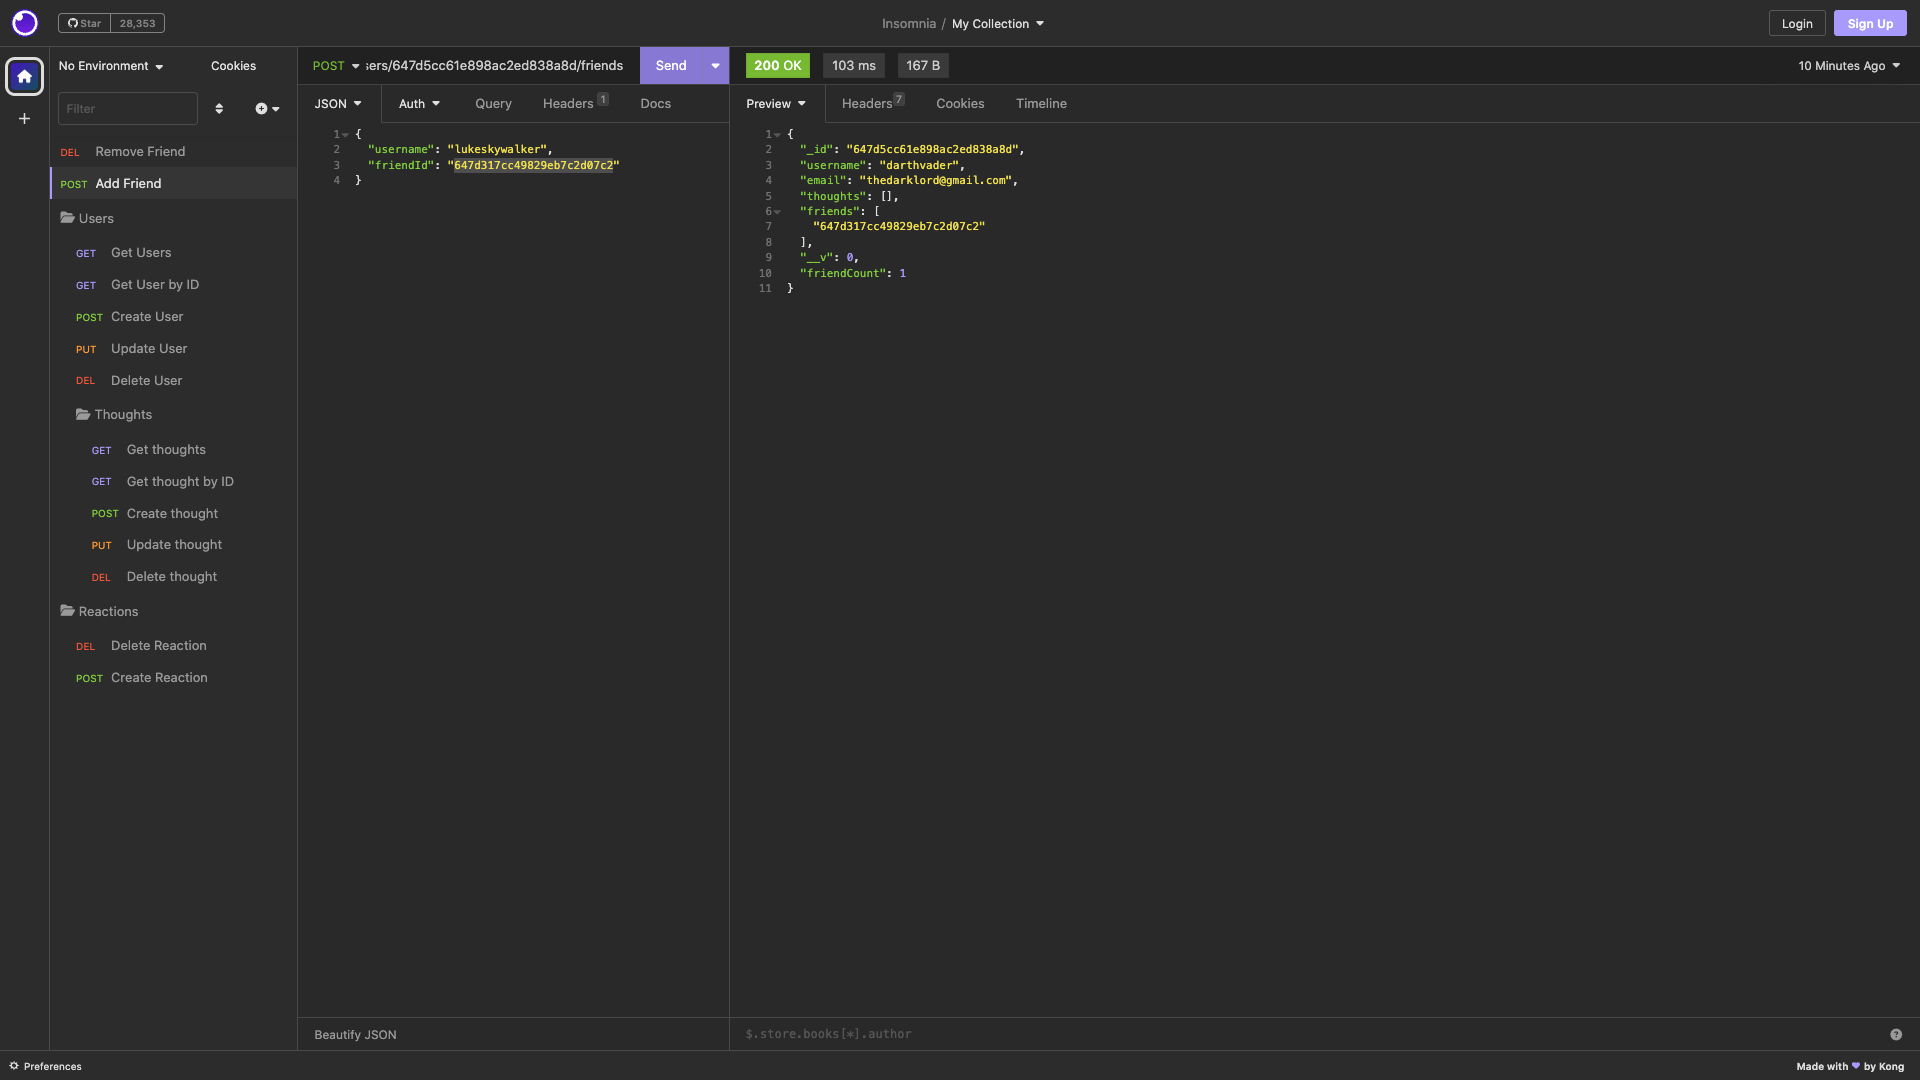 Star 28,353
Insomnia / My Collection
Login
Sign Up
No Environment
Cookies
Filter
DEL Remove Friend
POST Add Friend
Users
GET Get Users
GET Get User by ID
POST Create User
PUT Update User
DEL Delete User
Thoughts
GET Get thoughts
GET Get thought by ID
POST Create thought
PUT Update thought
DEL Delete thought
Reactions
DEL Delete Reaction
POST Create Reaction
POST sers/647d5cc61e898ac2ed838a8d/friends Send
JSON Auth Query Headers 1 Docs
1 {
2 "username": "lukeskywalker",
3 "friendId": "647d317cc49829eb7c2d07c2"
4 }
Beautify JSON
200 OK 103 ms 167 B 10 Minutes Ago
Preview Headers 7 Cookies Timeline
1 {
2 "_id": "647d5cc61e898ac2ed838a8d",
3 "username": "darthvader",
4 "email": "thedarklord@gmail.com",
5 "thoughts": [],
6 "friends": [
7 "647d317cc49829eb7c2d07c2"
8 ],
9 "__v": 0,
10 "friendCount": 1
11 }
$.store.books[*].author
?
Preferences
Made with ♥ by Kong